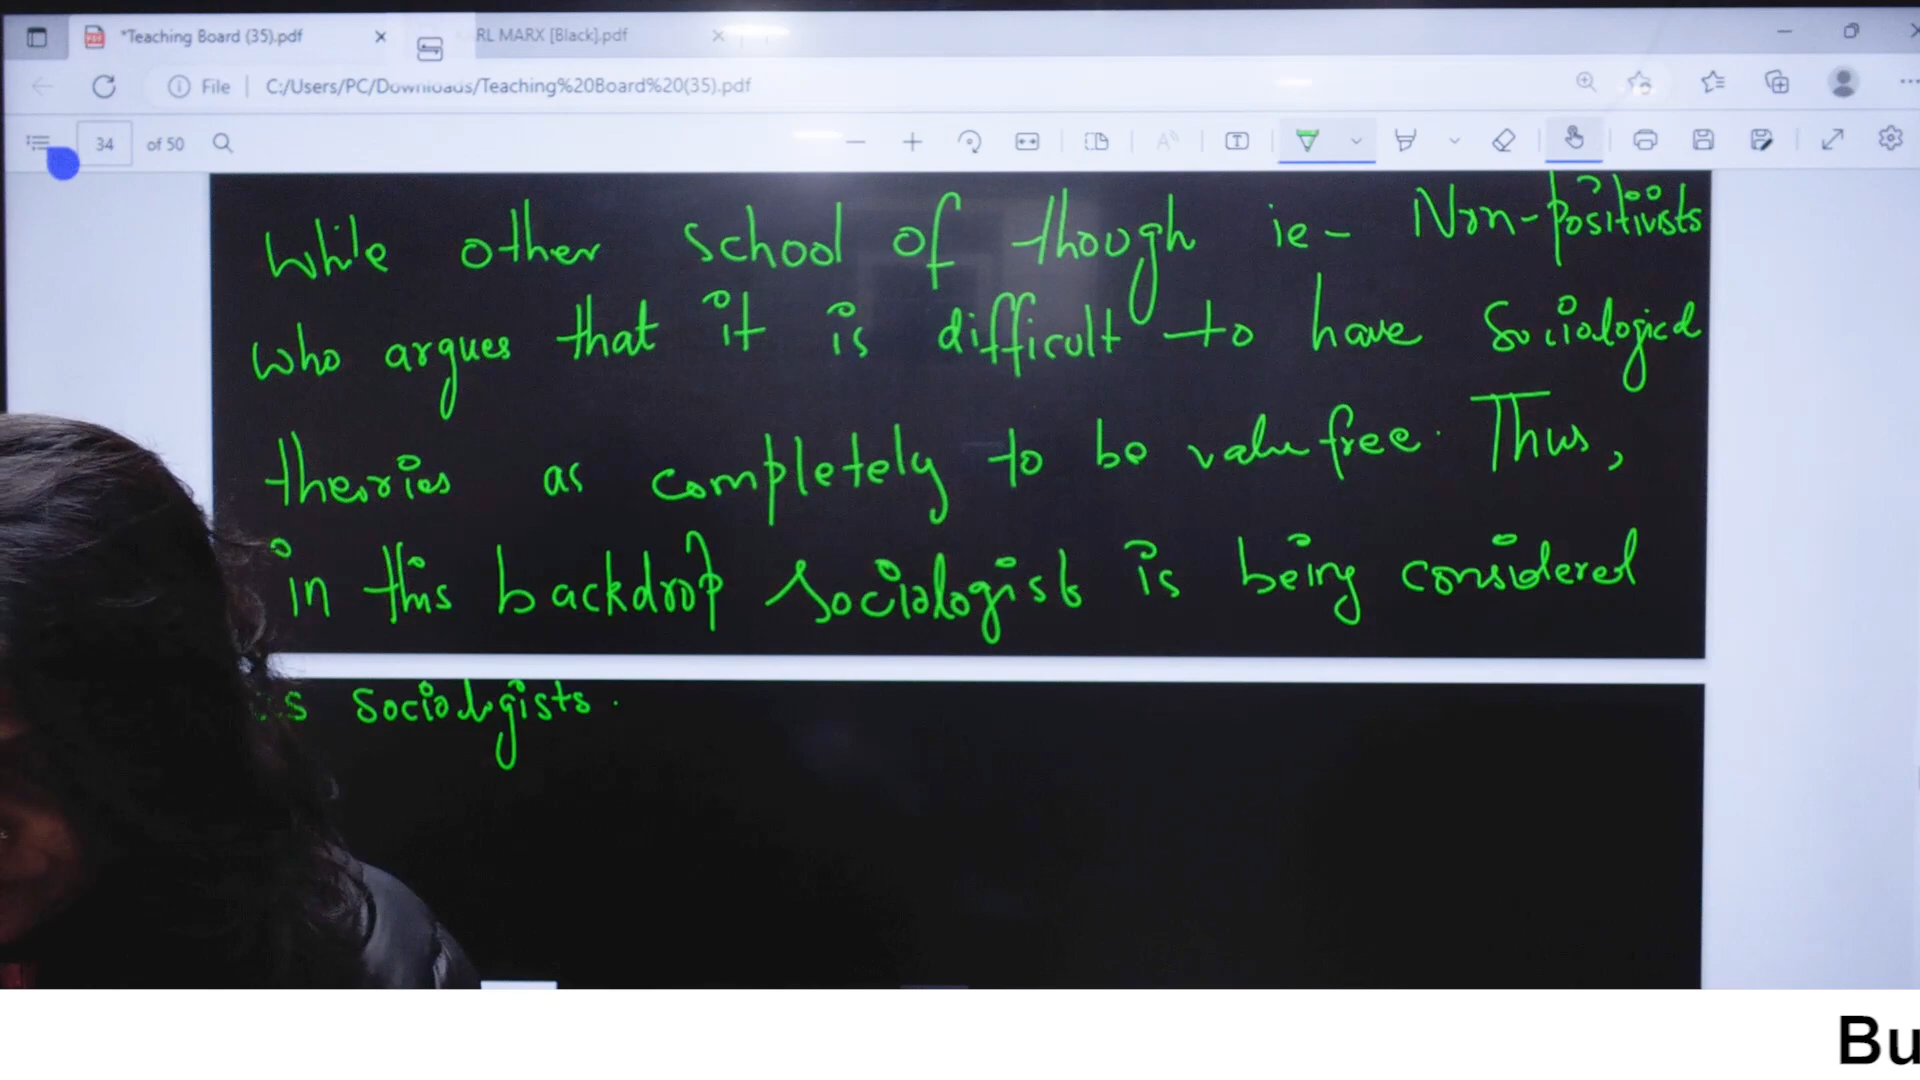 *Teaching Board (35).pdf
RL MARX [Black].pdf
File
C:/Users/PC/Downloads/Teaching%20Board%20(35).pdf
34 of 50
While other school of though ie - Non-positivists
who argues that it is difficult to have Sociological
theories as completely to be value free. Thus,
in this backdrop sociologist is being considered
as sociologists.
Bu